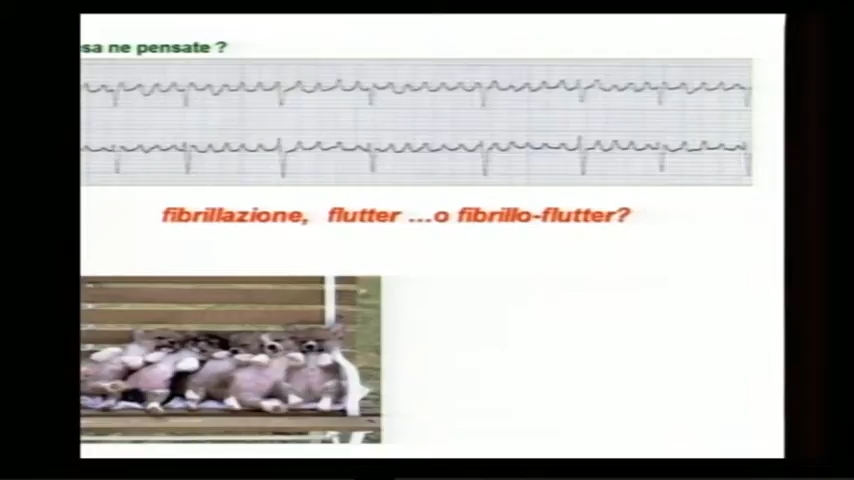 sa ne pensate ?
fibrillazione, flutter ...o fibrillo-flutter?